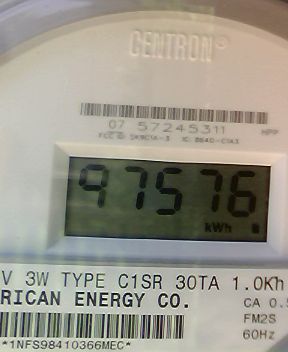 CENTRON®
07 57245311 HPP
97576
kWh
V 3W TYPE C1SR 30TA 1.0Kh
RICAN ENERGY CO.
CA 0.5
FM2S
60Hz
*1NFS98410366MEC*